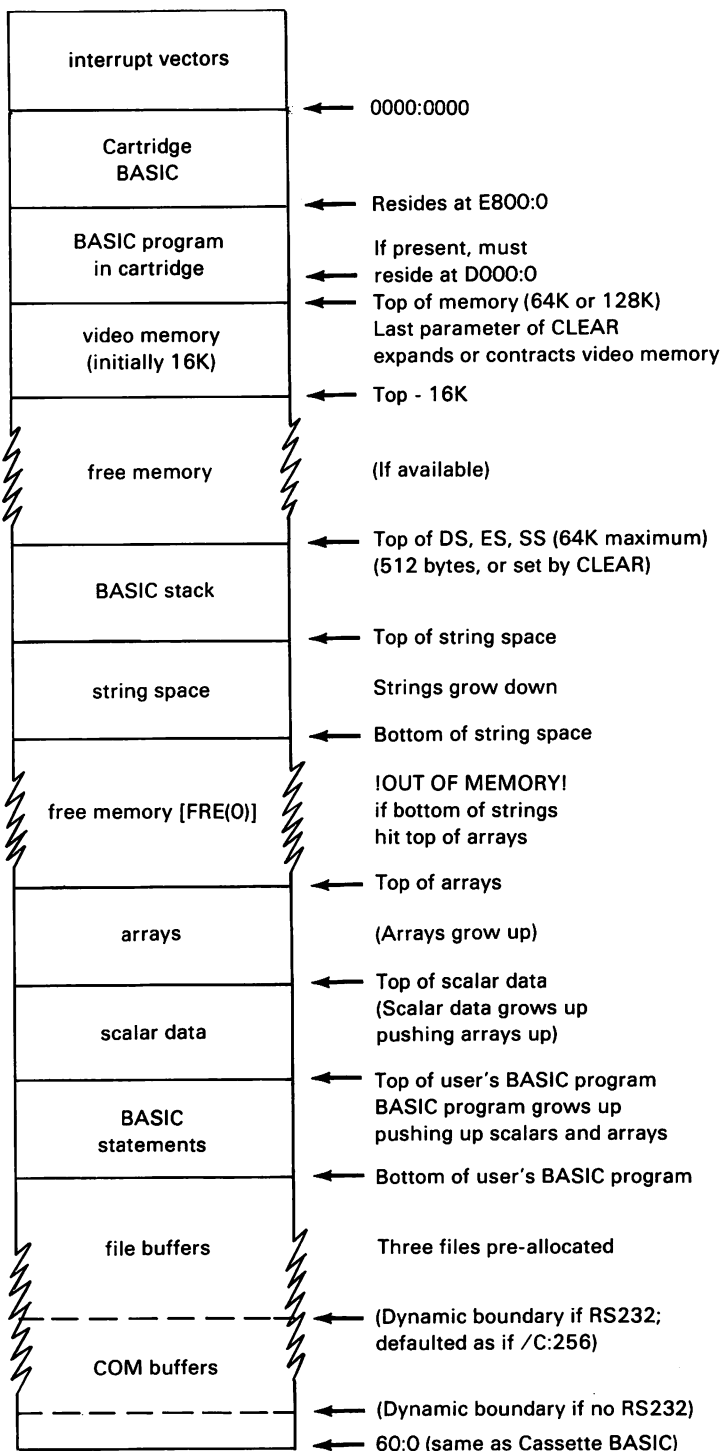 interrupt vectors
0000:0000
Cartridge
BASIC
Resides at E800:0
BASIC program
in cartridge
If present, must
reside at D000:0
Top of memory (64K or 128K)
video memory
(initially 16K)
Last parameter of CLEAR
expands or contracts video memory
Top - 16K
free memory
(If available)
Top of DS, ES, SS (64K maximum)
(512 bytes, or set by CLEAR)
BASIC stack
Top of string space
string space
Strings grow down
Bottom of string space
free memory [FRE(0)]
!OUT OF MEMORY!
if bottom of strings
hit top of arrays
Top of arrays
arrays
(Arrays grow up)
Top of scalar data
(Scalar data grows up
pushing arrays up)
scalar data
Top of user's BASIC program
BASIC program grows up
pushing up scalars and arrays
BASIC
statements
Bottom of user's BASIC program
file buffers
Three files pre-allocated
(Dynamic boundary if RS232;
defaulted as if /C:256)
COM buffers
(Dynamic boundary if no RS232)
60:0 (same as Cassette BASIC)